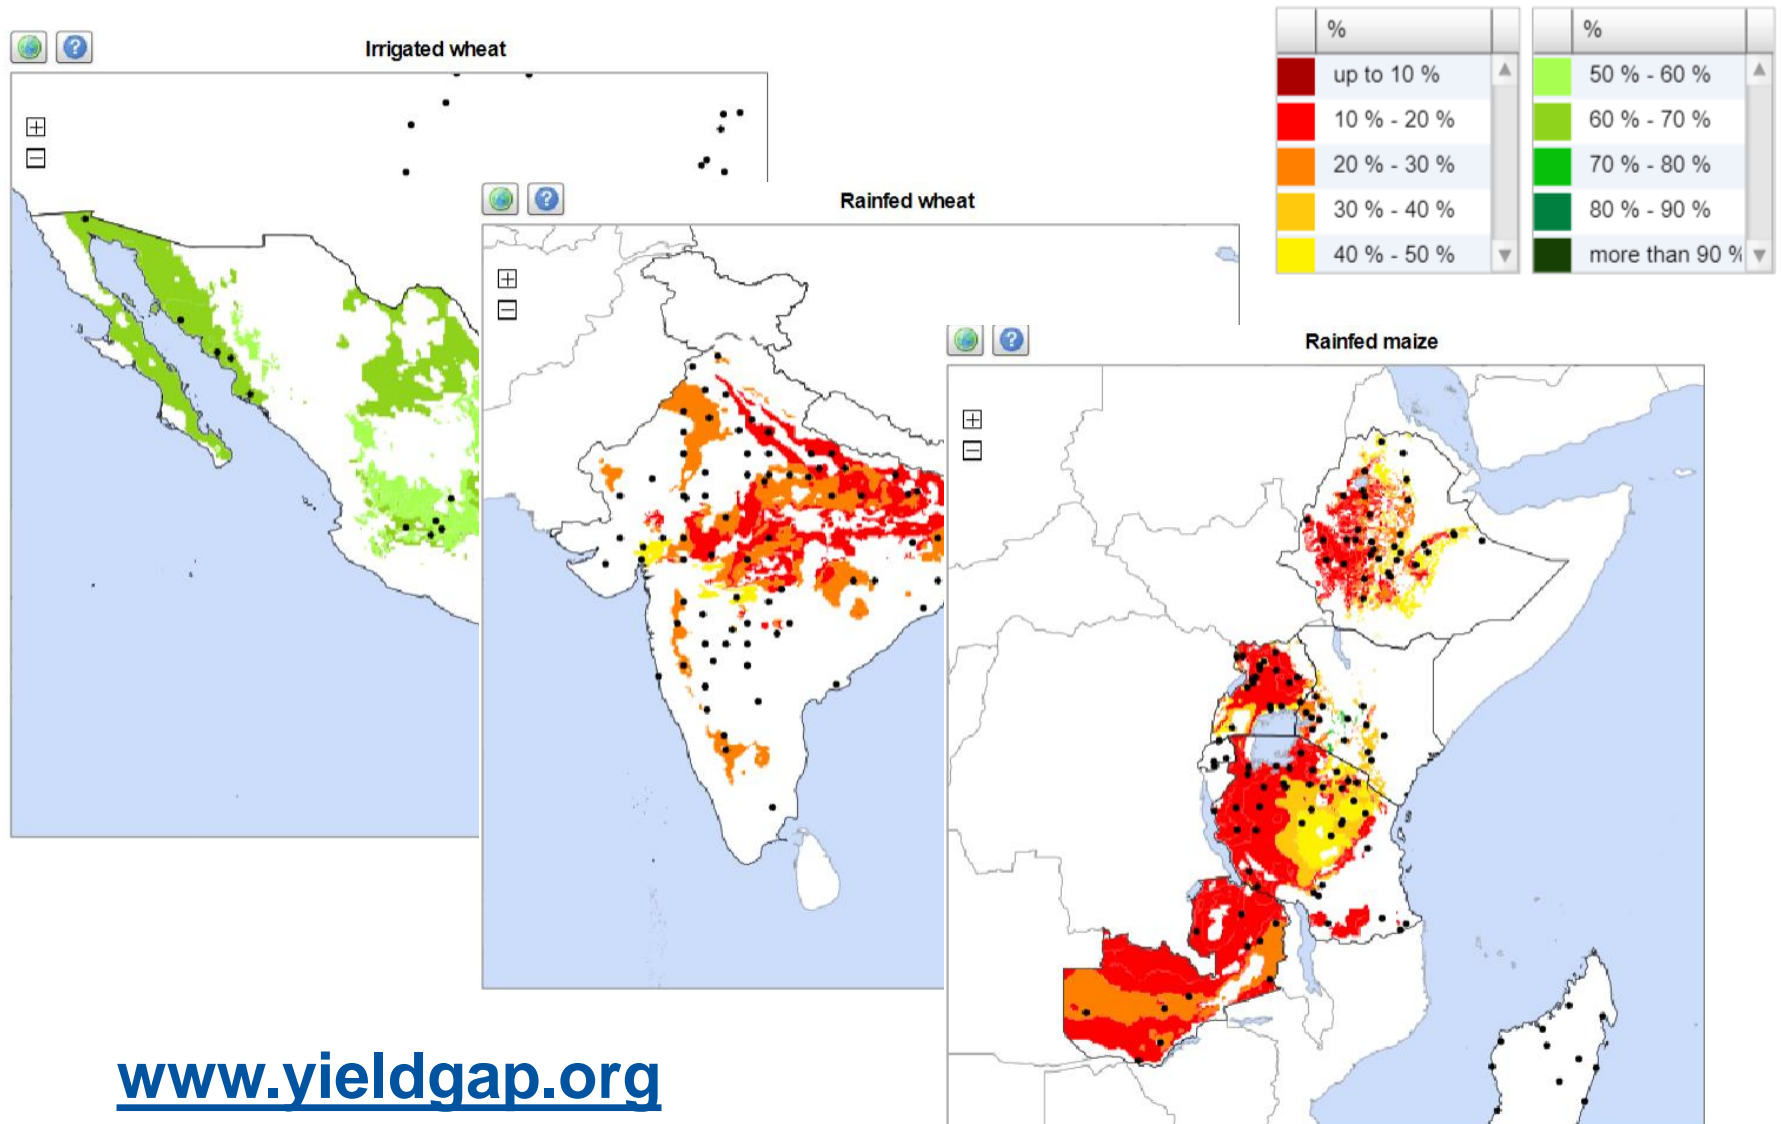 Irrigated wheat
Rainfed wheat
Rainfed maize
%
up to 10 %
10 % - 20 %
20 % - 30 %
30 % - 40 %
40 % - 50 %
%
50 % - 60 %
60 % - 70 %
70 % - 80 %
80 % - 90 %
more than 90 %
www.yieldgap.org